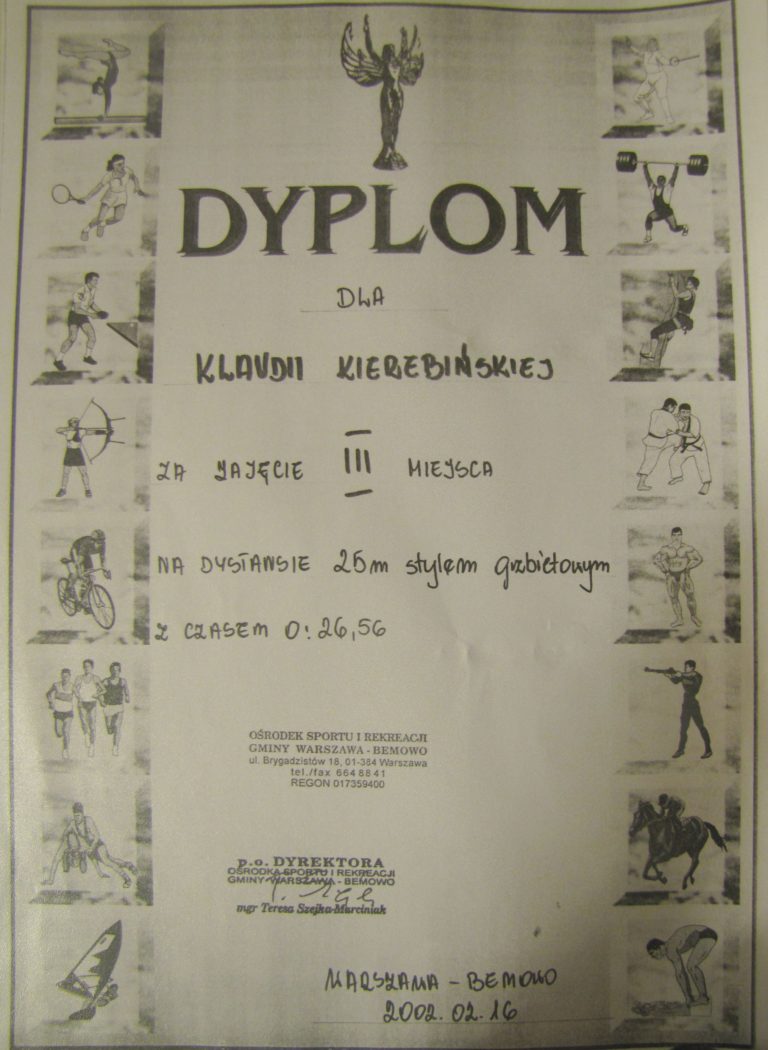 DYPLOM
DLA
KLAUDII KIEREBIŃSKIEJ
ZA ZAJĘCIE III MIEJSCA
NA DYSTANSIE 25m stylem grzbietowym
Z CZASEM 0:26,56
OŚRODEK SPORTU I REKREACJI
GMINY WARSZAWA - BEMOWO
ul. Brygadzistów 18, 01-384 Warszawa
tel./fax 664 88 41
REGON 017359400
p.o. DYREKTORA
OŚRODKA SPORTU I REKREACJI
GMINY WARSZAWA - BEMOWO
mgr Teresa Szejka-Marciniak
WARSZAWA - BEMOWO
2002.02.16